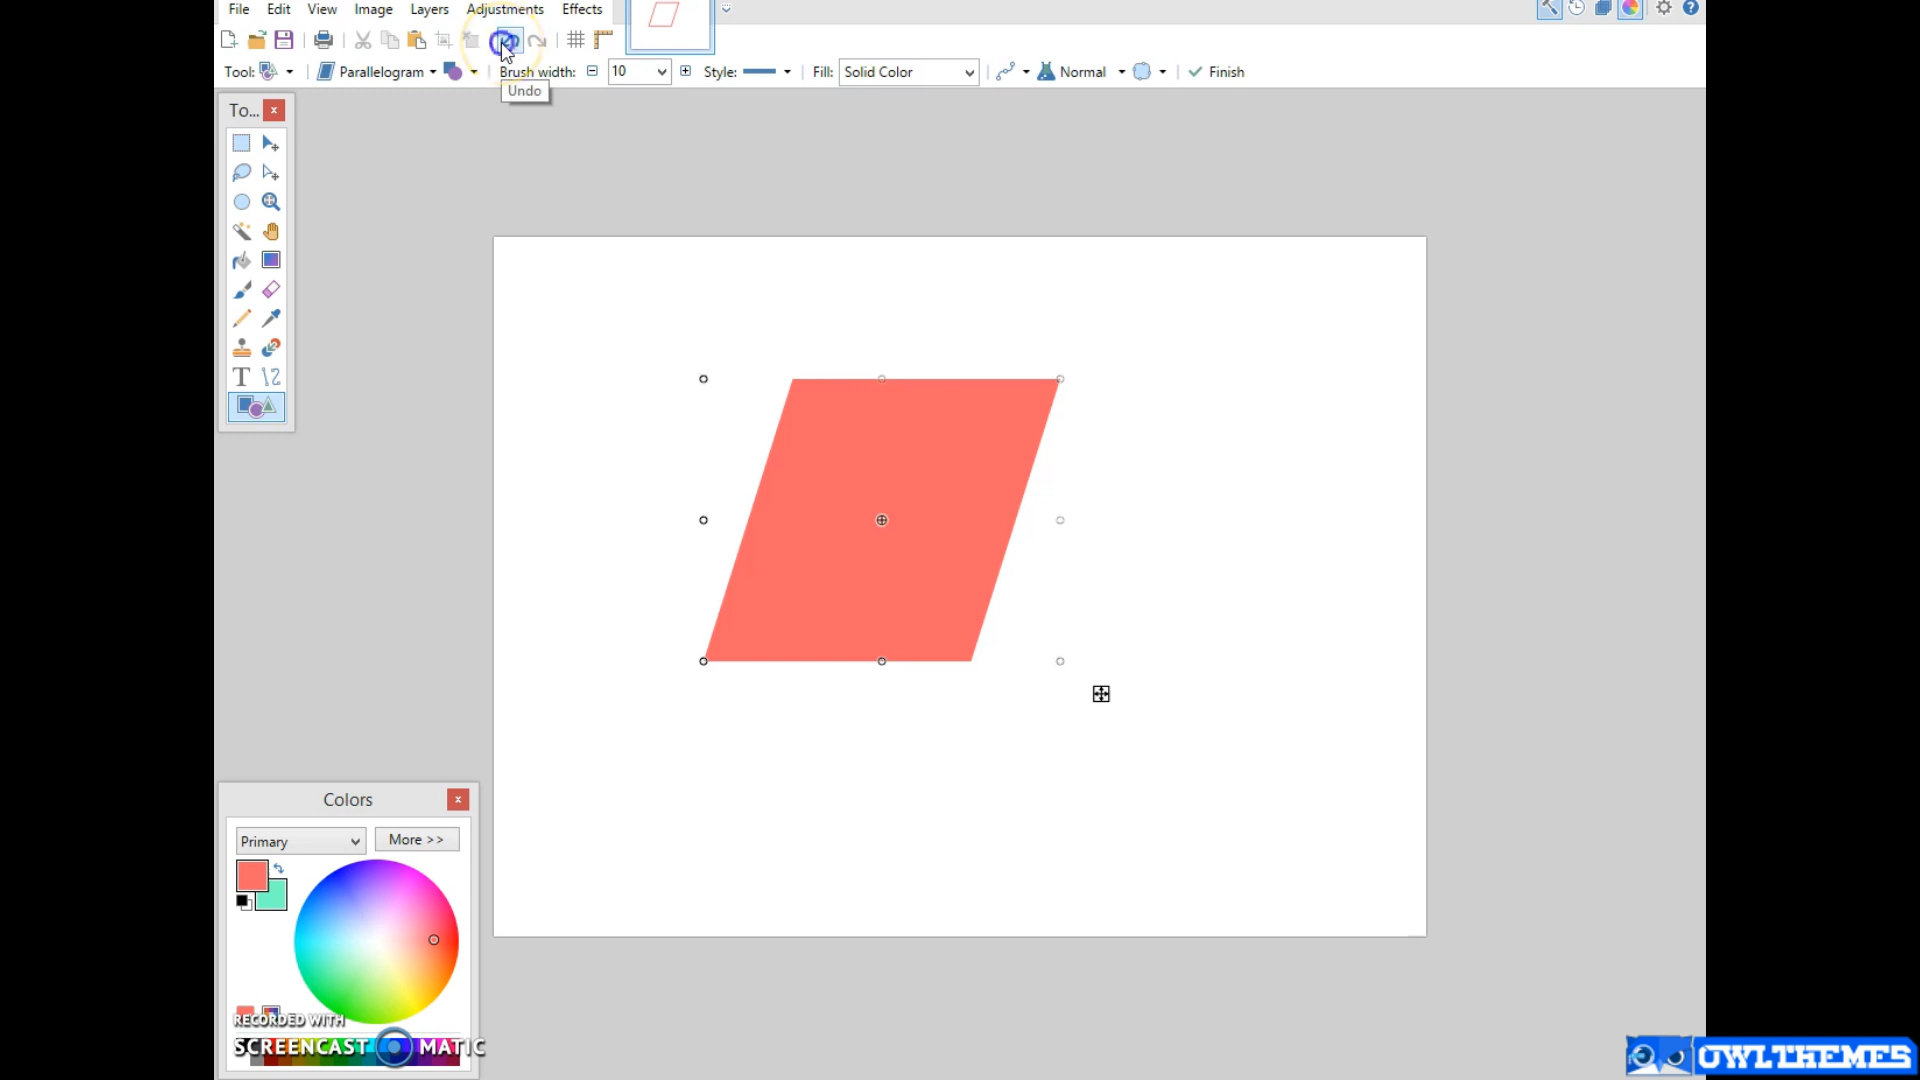 File Edit View Image Layers Adjustments Effects
Tool: Parallelogram Brush width: 10 Style: Fill: Solid Color Normal Finish
Undo
To...
T
Colors
Primary More >>
RECORDED WITH
SCREENCAST MATIC
OWLTHEMES